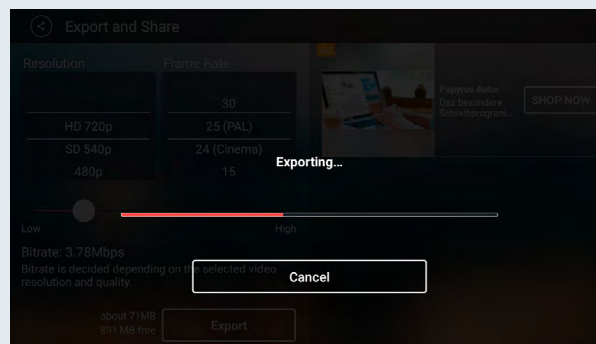 Export and Share
Resolution
Frame Rate
30
HD 720p
25 (PAL)
SD 540p
24 (Cinema)
480p
15
Papyrus Autor
Das besondere
Schreibprogram...
SHOP NOW
Exporting...
Low
High
Bitrate: 3.78Mbps
Bitrate is decided depending on the selected video
resolution and quality.
Cancel
about 71MB
891MB free
Export